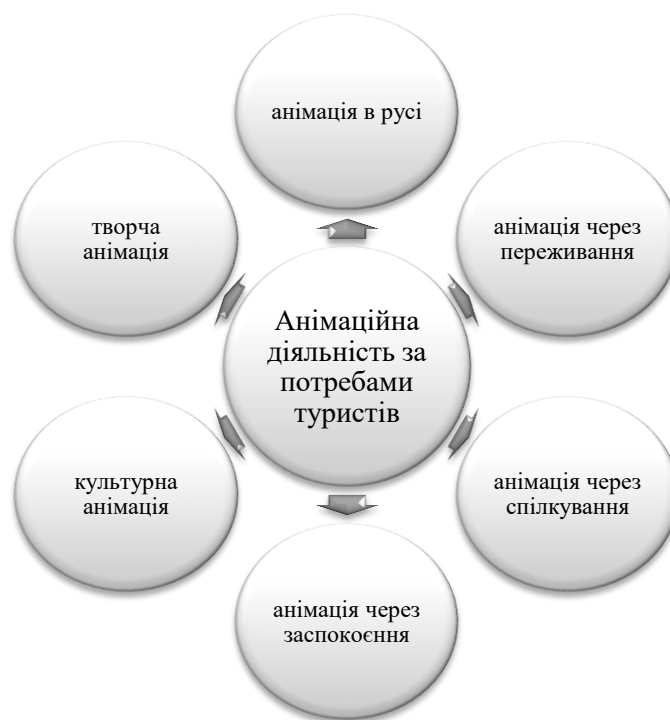 анімація в русі
творча
анімація
анімація через
переживання
Анімаційна
діяльність за
потребами
туристів
культурна
анімація
анімація через
спілкування
анімація через
заспокоєння